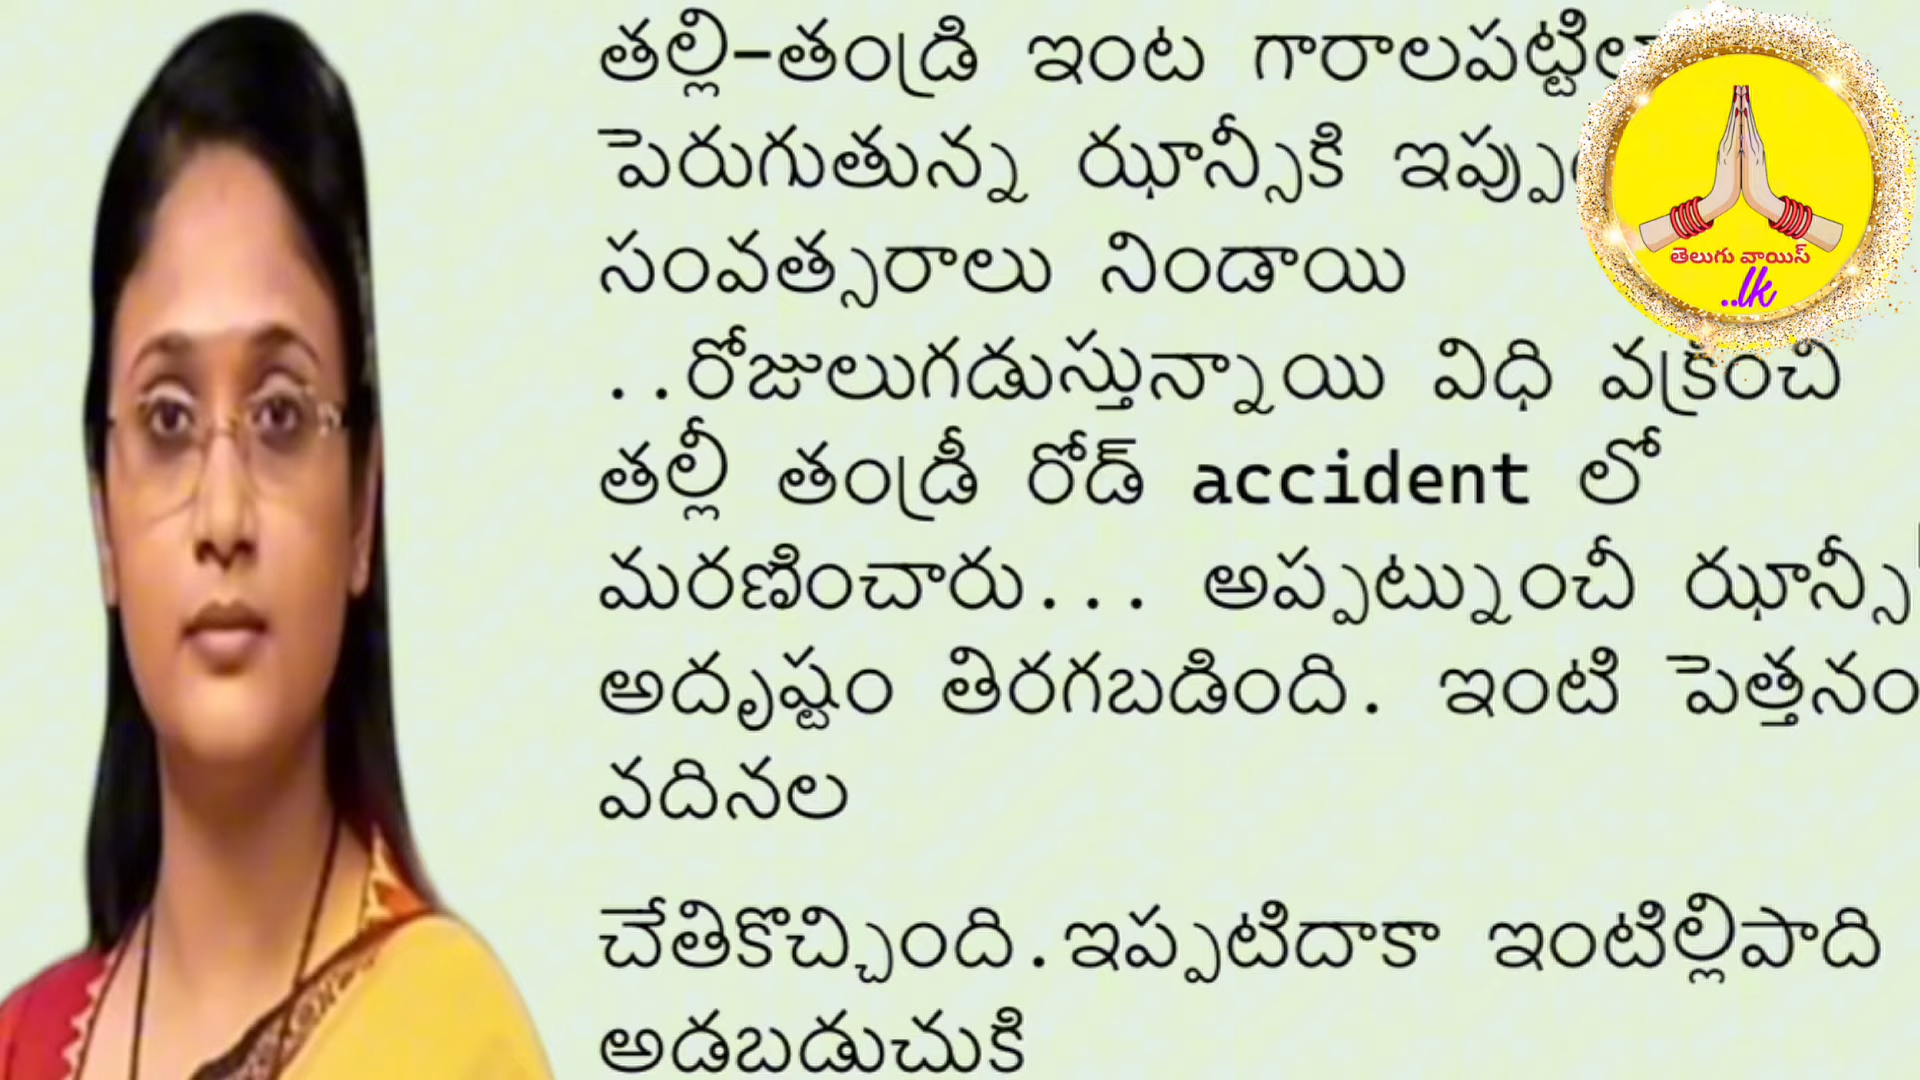 తల్లి-తండ్రి ఇంట గారాలపట్టిలా
పెరుగుతున్న ఝాన్సీకి
సంవత్సరాలు నిండాయి
..రోజులుగడుస్తున్నాయి విధి వక్రించి
తల్లీ తండ్రీ రోడ్ accident లో
మరణించారు... అప్పట్నుంచీ ఝాన్సీ
అదృష్టం తిరగబడింది. ఇంటి పెత్తనం
వదినల
చేతికొచ్చింది.ఇప్పటిదాకా ఇంటిల్లిపాది
అడబడుచుకి
తెలుగు వాయిస్
..lk